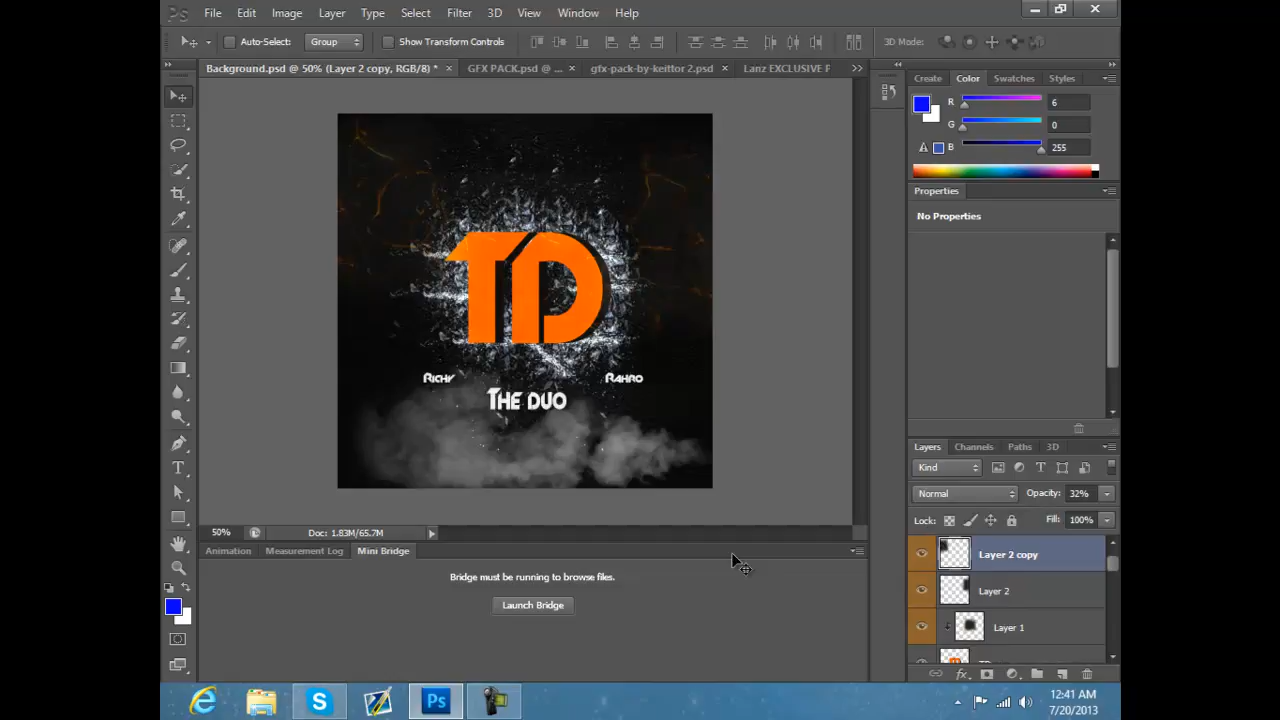 Ps File Edit Image Layer Type Select Filter 3D View Window Help
Auto-Select: Group Show Transform Controls 3D Mode:
Background.psd @ 50% (Layer 2 copy, RGB/8) * GFX PACK.psd @ ... gfx-pack-by-keittor 2.psd... Lanz EXCLUSIVE F
Create Color Swatches Styles
R 6
G 0
B 255
Properties
No Properties
TD
Richy Rahro
The Duo
50% Doc: 1.83M/65.7M
Animation Measurement Log Mini Bridge
Bridge must be running to browse files.
Launch Bridge
Layers Channels Paths 3D
Kind
Normal Opacity: 32%
Lock: Fill: 100%
Layer 2 copy
Layer 2
Layer 1
fx
Ps
12:41 AM
7/20/2013